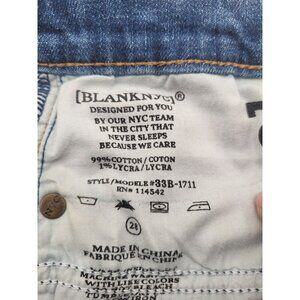 [BLANKNYC]®
DESIGNED FOR YOU
BY OUR NYC TEAM
IN THE CITY THAT
NEVER SLEEPS
BECAUSE WE CARE
99% COTTON/COTON
1% LYCRA/LYCRA
STYLE/MODELE #33B-1711
RN# 114542
MADE IN CHINA
FABRIQUE EN CHINE
MACHINE WASH
WITH LIKE COLORS